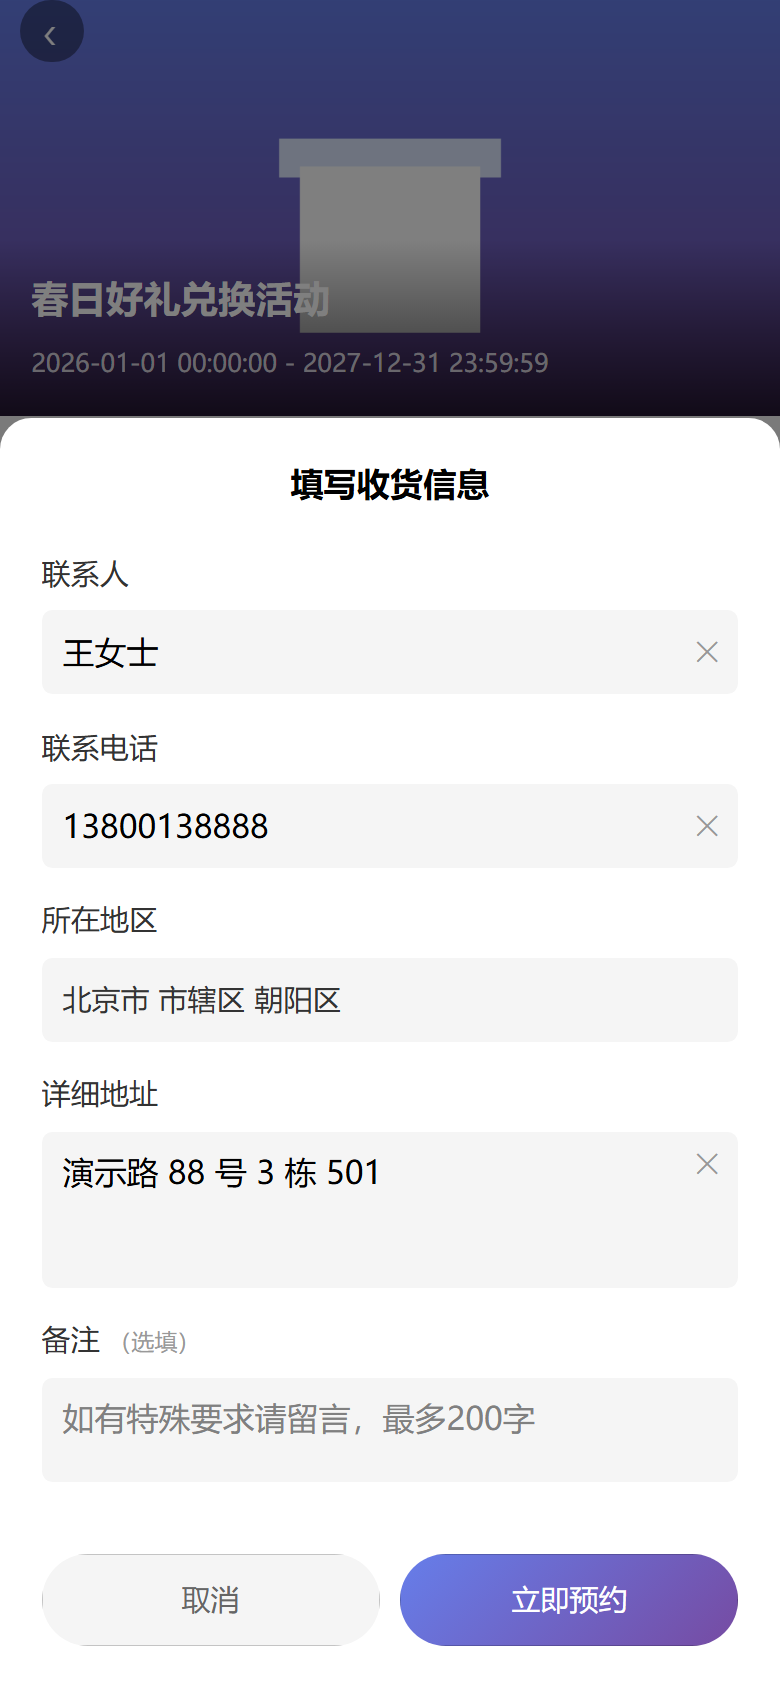 春日好礼兑换活动
2026-01-01 00:00:00 - 2027-12-31 23:59:59
填写收货信息
联系人
王女士
联系电话
13800138888
所在地区
北京市 市辖区 朝阳区
详细地址
演示路 88 号 3 栋 501
备注 (选填)
如有特殊要求请留言，最多200字
取消
立即预约